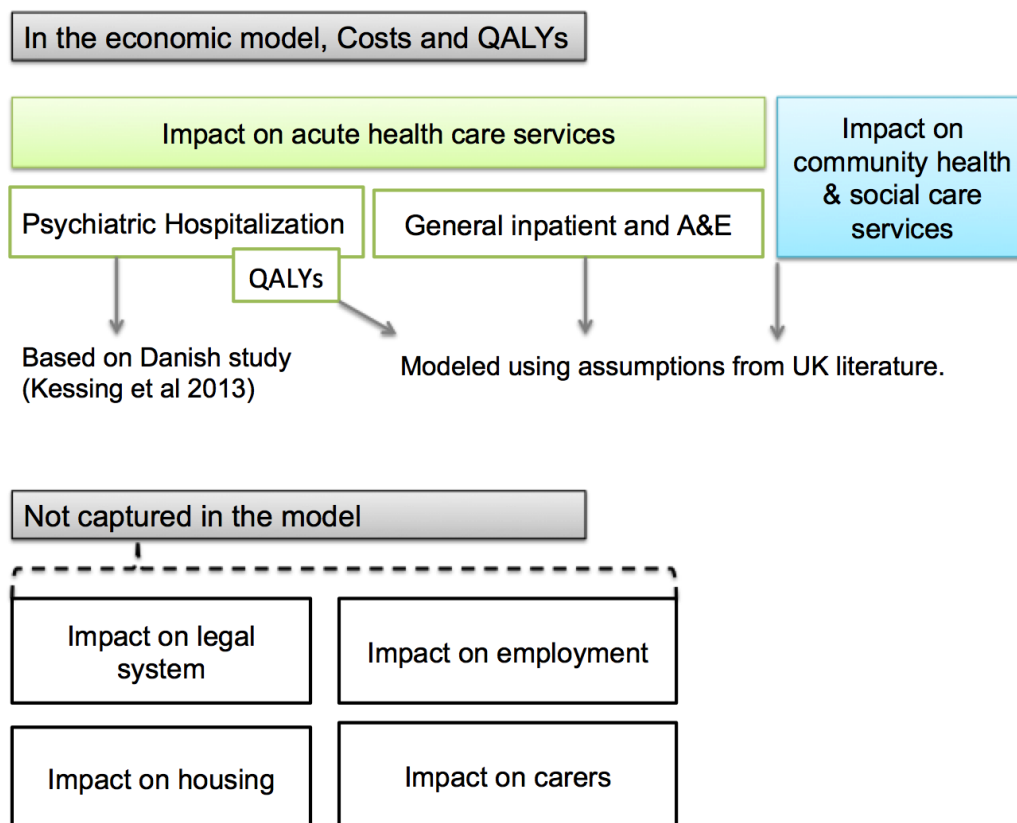 In the economic model, Costs and QALYs
Impact on acute health care services
Impact on
community health
& social care
services
Psychiatric Hospitalization
General inpatient and A&E
QALYs
Based on Danish study
(Kessing et al 2013)
Modeled using assumptions from UK literature.
Not captured in the model
Impact on legal
system
Impact on employment
Impact on housing
Impact on carers